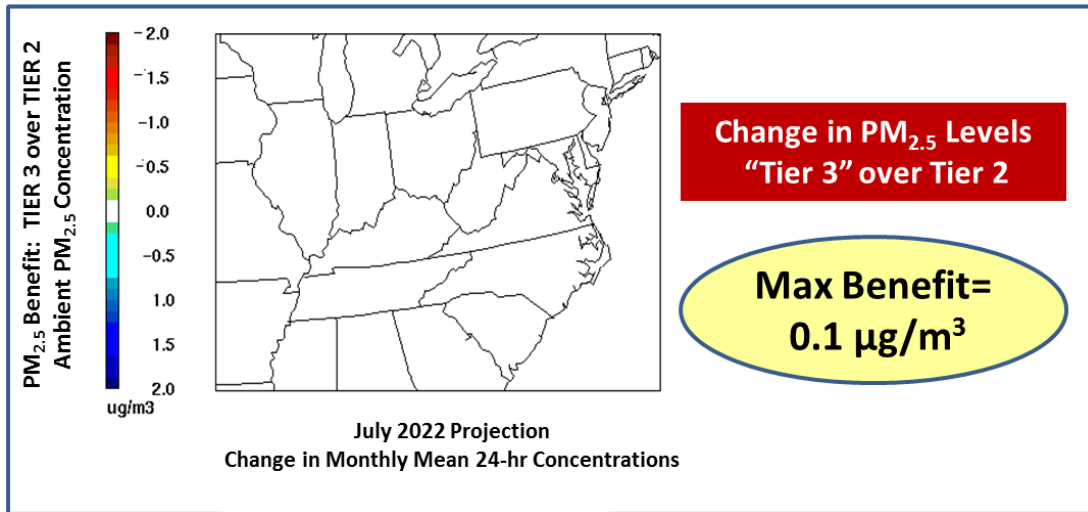 PM2.5 Benefit:  TIER 3 over TIER 2
Ambient PM2.5 Concentration
-2.0
-1.5
-1.0
-0.5
0.0
-0.5
1.0
1.5
2.0
ug/m3
July 2022 Projection
Change in Monthly Mean 24-hr Concentrations
Change in PM2.5 Levels
“Tier 3” over Tier 2
Max Benefit=
0.1 µg/m3